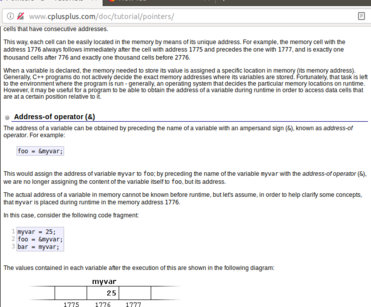 www.cplusplus.com/doc/tutorial/pointers/
cells that have consecutive addresses.
This way, each cell can be easily located in the memory by means of its unique address. For example, the memory cell with the
address 1776 always follows immediately after the cell with address 1775 and precedes the one with 1777, and is exactly one
thousand cells after 776 and exactly one thousand cells before 2776.
When a variable is declared, the memory needed to store its value is assigned a specific location in memory (its memory address).
Generally, C++ programs do not actively decide the exact memory addresses where its variables are stored. Fortunately, that task is left
to the environment where the program is run - generally, an operating system that decides the particular memory locations on runtime.
However, it may be useful for a program to be able to obtain the address of a variable during runtime in order to access data cells that
are at a certain position relative to it.
Address-of operator (&)
The address of a variable can be obtained by preceding the name of a variable with an ampersand sign (&), known as address-of
operator. For example:
foo = &myvar;
This would assign the address of variable myvar to foo; by preceding the name of the variable myvar with the address-of operator (&),
we are no longer assigning the content of the variable itself to foo, but its address.
The actual address of a variable in memory cannot be known before runtime, but let's assume, in order to help clarify some concepts,
that myvar is placed during runtime in the memory address 1776.
In this case, consider the following code fragment:
1 myvar = 25;
2 foo = &myvar;
3 bar = myvar;
The values contained in each variable after the execution of this are shown in the following diagram:
myvar
25
1775 1776 1777